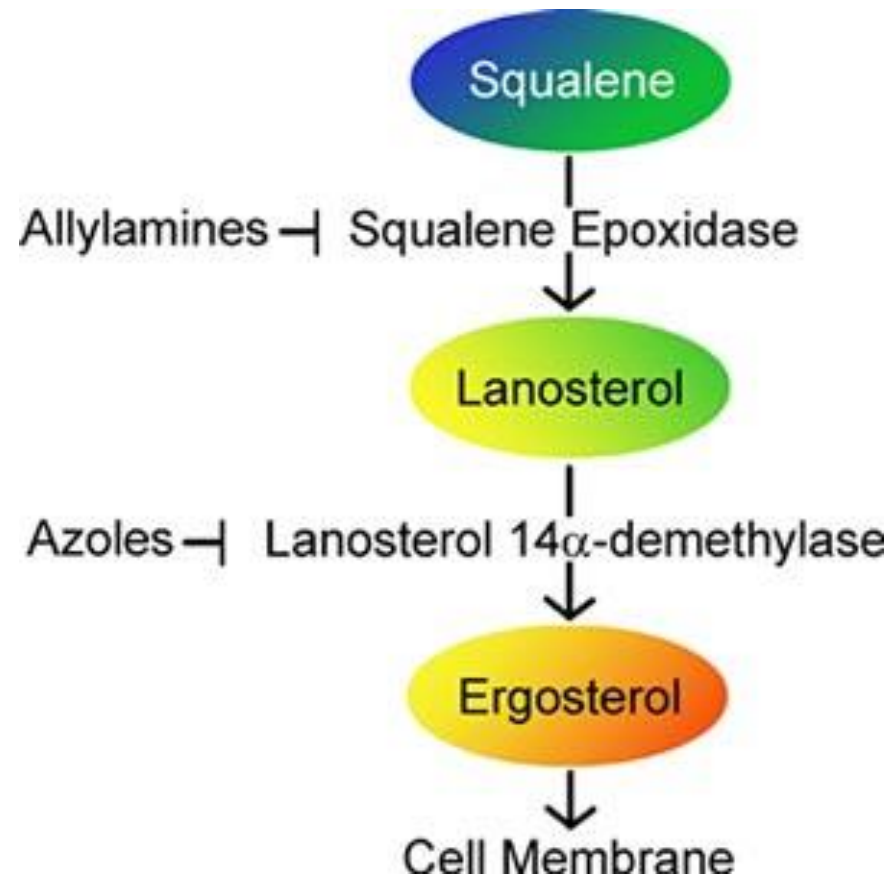 Squalene
Allylamines Squalene Epoxidase
Lanosterol
Azoles Lanosterol 14α-demethylase
Ergosterol
Cell Membrane